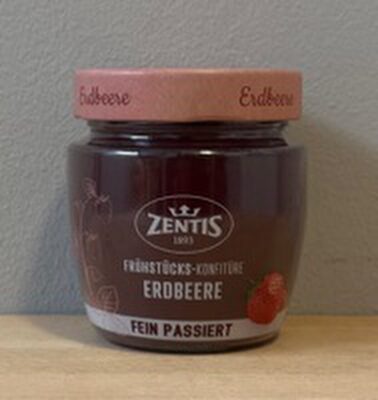 Erdbeere Erdbeere
ZENTIS
1893
FRÜHSTÜCKS-KONFITÜRE
ERDBEERE
FEIN PASSIERT